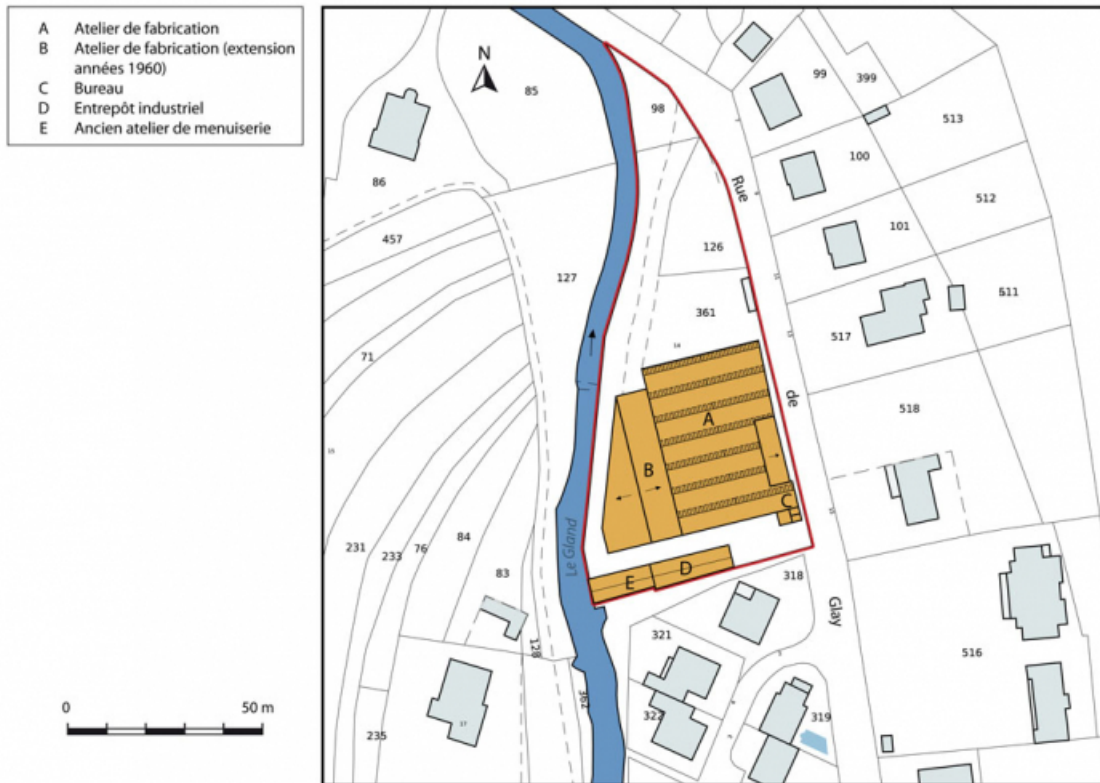 A Atelier de fabrication
B Atelier de fabrication (extension
années 1960)
C Bureau
D Entrepôt industriel
E Ancien atelier de menuiserie
0 50 m
N
85
98
99
399
513
86
100
512
457
101
126
127
511
361
517
71
14
518
A
B
C
Le Gland
Rue
de
Glay
231
233
76
84
83
E
D
318
321
516
128
362
322
319
235
17